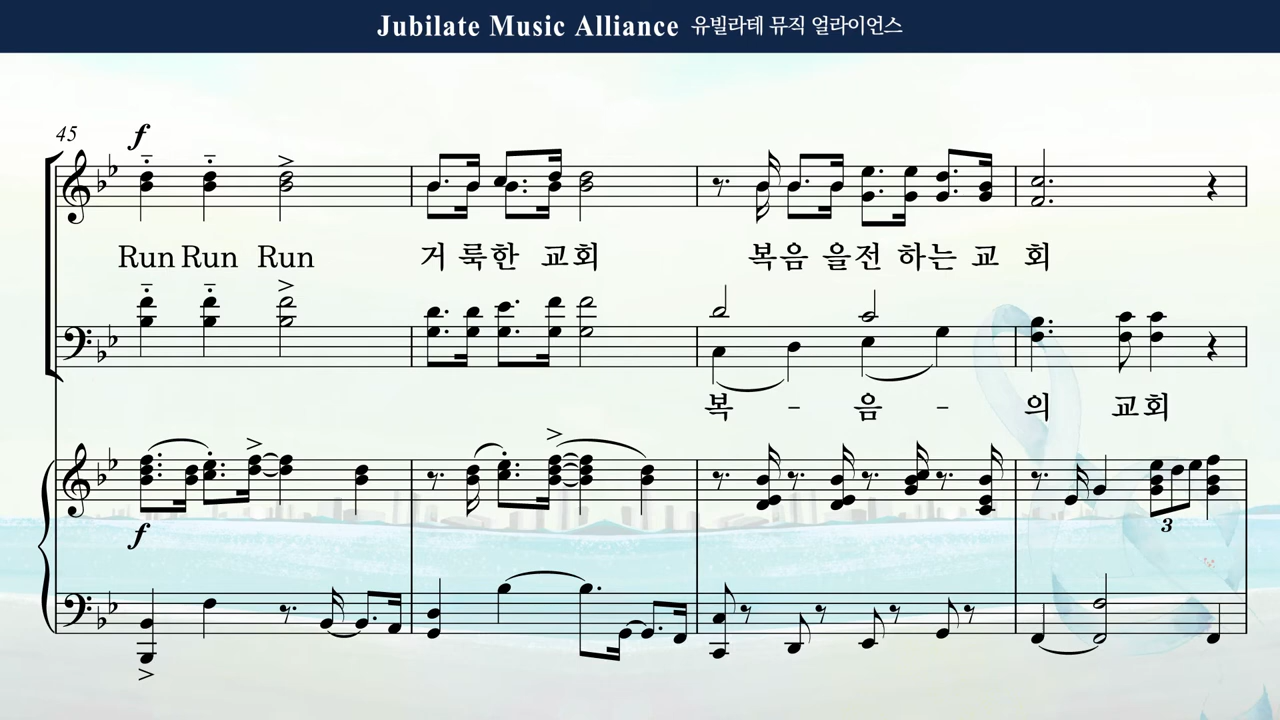 Jubilate Music Alliance 유빌라테 뮤직 얼라이언스
45
f
Run Run Run 거 룩한 교회 복음 을전 하는 교 회
복 - 음 - 의 교회
f
3